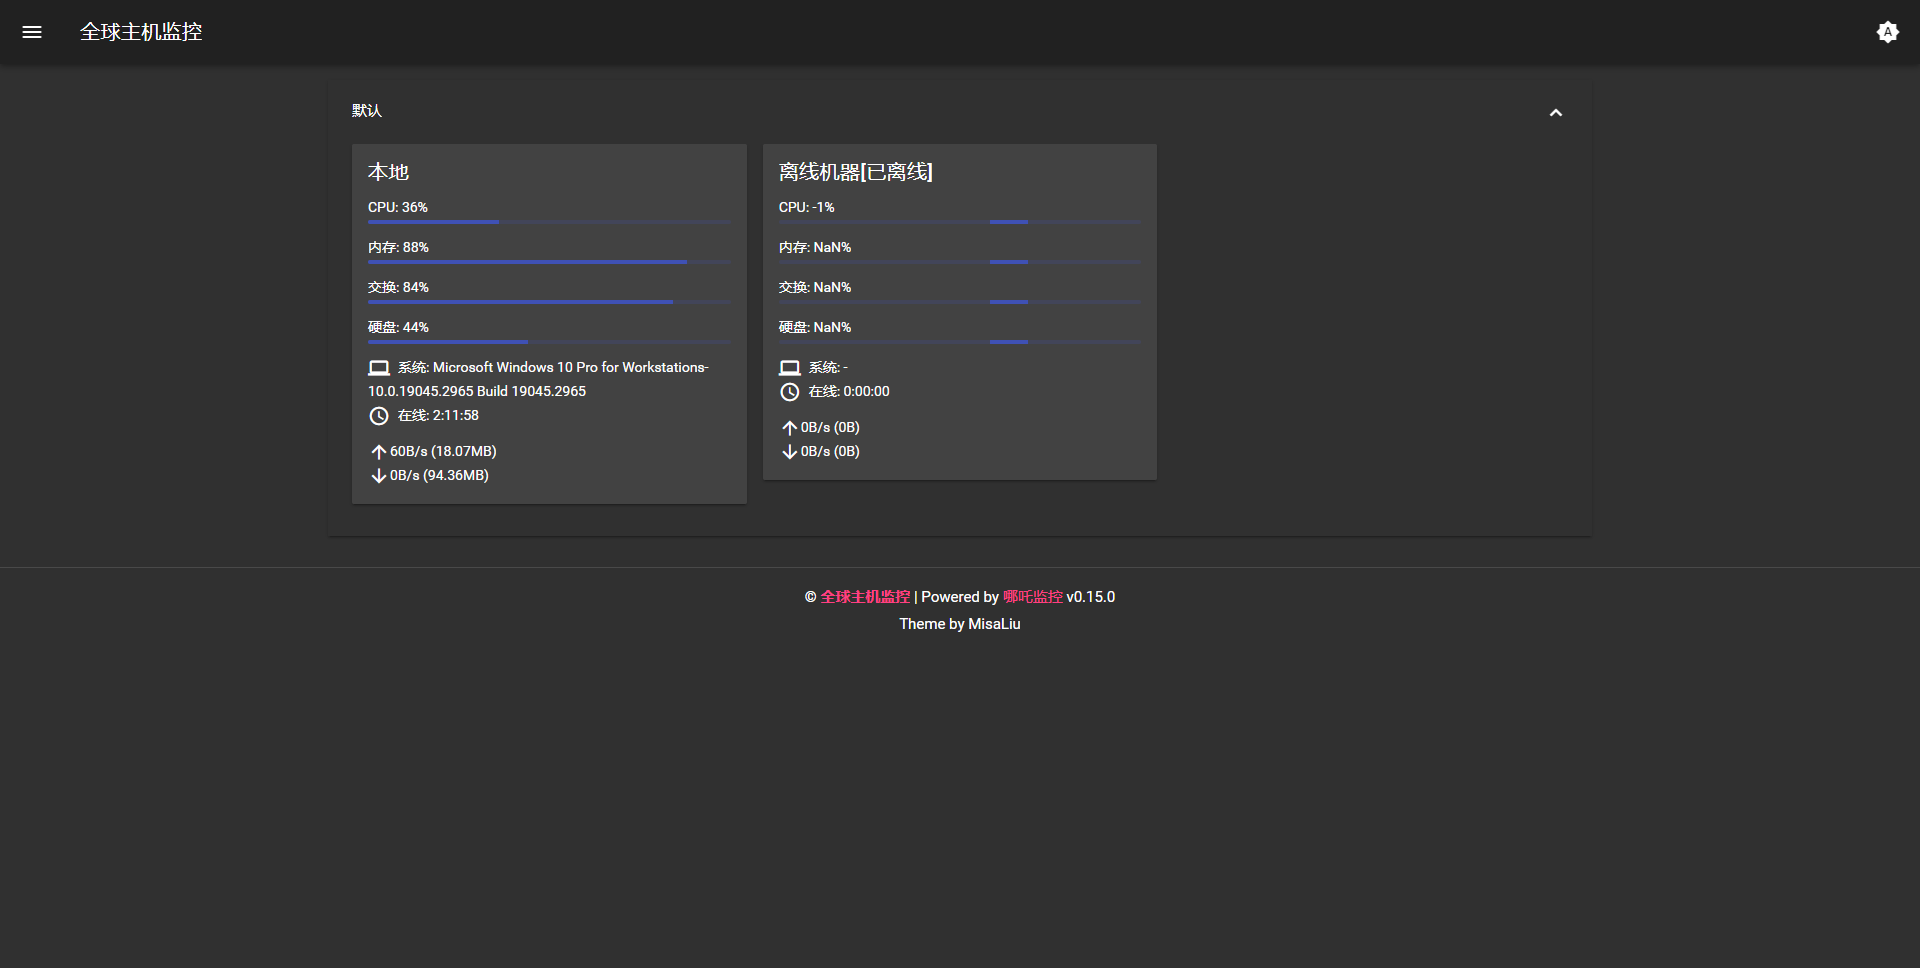 全球主机监控
A
默认
本地
CPU: 36%
内存: 88%
交换: 84%
硬盘: 44%
系统: Microsoft Windows 10 Pro for Workstations-
10.0.19045.2965 Build 19045.2965
在线: 2:11:58
60B/s (18.07MB)
0B/s (94.36MB)
离线机器[已离线]
CPU: -1%
内存: NaN%
交换: NaN%
硬盘: NaN%
系统: -
在线: 0:00:00
0B/s (0B)
0B/s (0B)
© 全球主机监控 | Powered by 哪吒监控 v0.15.0
Theme by MisaLiu